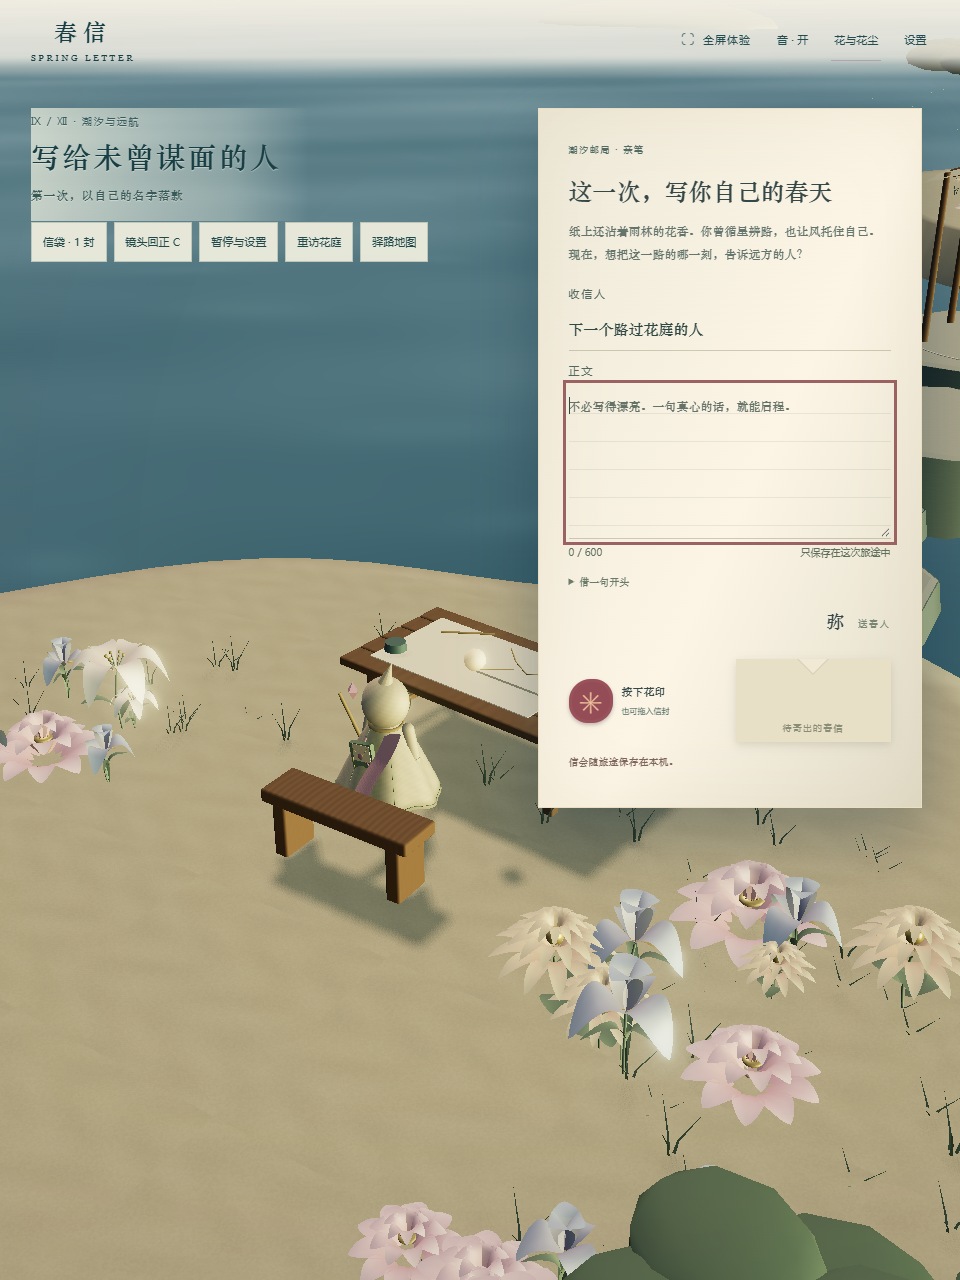 春信
SPRING LETTER
全屏体验
音 · 开
花与花尘
设置
IX / XII · 潮汐与远航
写给未曾谋面的人
第一次，以自己的名字落款
信袋 · 1 封
镜头回正 C
暂停与设置
重访花庭
驿路地图
潮汐邮局 · 亲笔
这一次，写你自己的春天
纸上还沾着雨林的花香。你曾循星辨路，也让风托住自己。
现在，想把这一路的哪一刻，告诉远方的人？
收信人
下一个路过花庭的人
正文
不必写得漂亮。一句真心的话，就能启程。
0 / 600
只保存在这次旅途中
▶ 借一句开头
弥 送春人
按下花印
也可拖入信封
待寄出的春信
信会随旅途保存在本机。